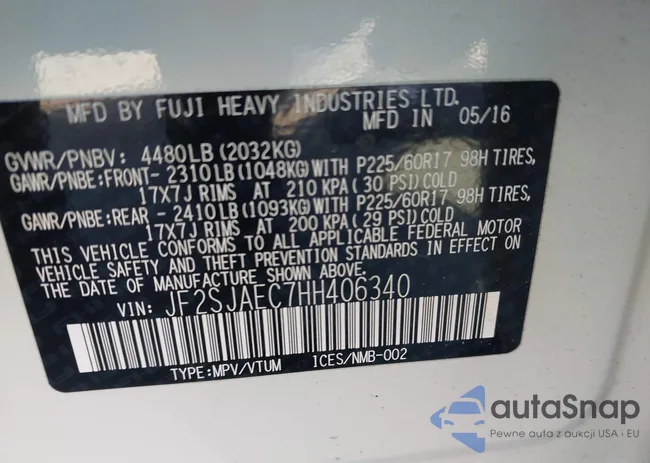 MFD BY FUJI HEAVY INDUSTRIES LTD.
MFD IN 05/16
GVWR/PNBV: 4480LB (2032KG)
GAWR/PNBE:FRONT- 2310LB(1048KG)WITH P225/60R17 98H TIRES,
17X7J RIMS AT 210 KPA (30 PSI)COLD
GAWR/PNBE:REAR - 2410LB(1093KG)WITH P225/60R17 98H TIRES,
17X7J RIMS AT 200 KPA (29 PSI)COLD
THIS VEHICLE CONFORMS TO ALL APPLICABLE FEDERAL MOTOR
VEHICLE SAFETY AND THEFT PREVENTION STANDARDS IN EFFECT ON
THE DATE OF MANUFACTURE SHOWN ABOVE.
VIN: JF2SJAEC7HH406340
TYPE:MPV/VTUM ICES/NMB-002
autaSnap
Pewne auta z aukcji USA i EU